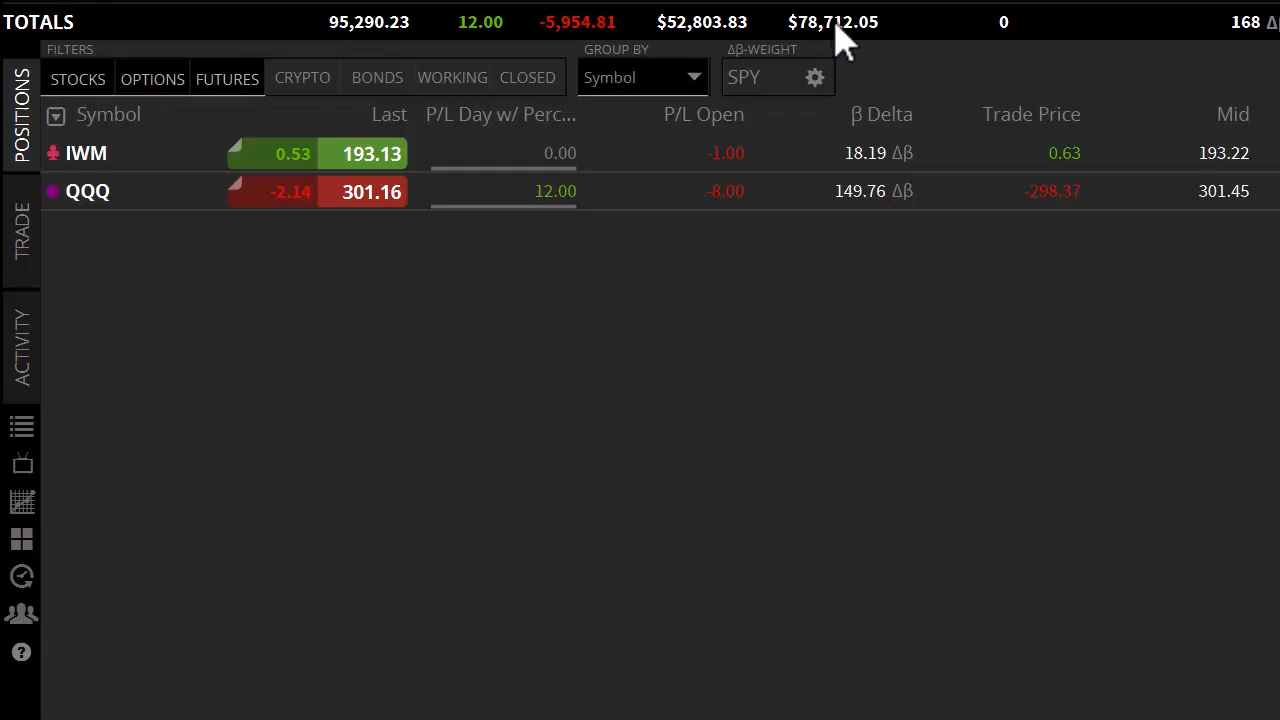 TOTALS 95,290.23 12.00 -5,954.81 $52,803.83 $78,712.05 0 168 Δ
FILTERS GROUP BY Δβ-WEIGHT
STOCKS OPTIONS FUTURES CRYPTO BONDS WORKING CLOSED Symbol SPY
Symbol Last P/L Day w/ Perc... P/L Open β Delta Trade Price Mid
IWM 0.53 193.13 0.00 -1.00 18.19 Δβ 0.63 193.22
QQQ -2.14 301.16 12.00 -8.00 149.76 Δβ -298.37 301.45
POSITIONS
TRADE
ACTIVITY
?